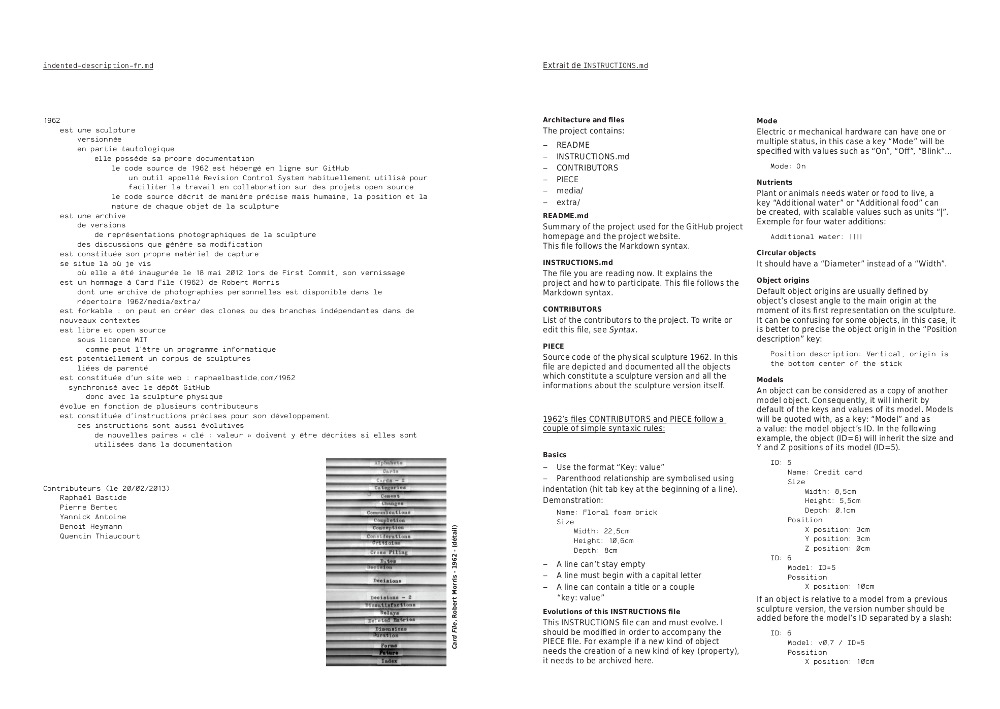 indented-description-fr.md
1962
est une sculpture
versionnée
en partie tautologique
elle possède sa propre documentation
le code source de 1962 est hébergé en ligne sur GitHub
un outil appelé Revision Control System habituellement utilisé pour
faciliter la travail en collaboration sur des projets open source
le code source décrit de manière précise mais humaine, la position et la
nature de chaque objet de la sculpture
est une archive
de versions
de représentations photographiques de la sculpture
des discussions que génère sa modification
est constituée son propre matériel de capture
se situe là où je vis
où elle a été inaugurée le 18 mai 2012 lors de First Commit, son vernissage
est un hommage à Card File (1962) de Robert Morris
dont une archive de photographies personnelles est disponible dans le
répertoire 1962/media/extra/
est forkable : on peut en créer des clones ou des branches indépendantes dans de
nouveaux contextes
est libre et open source
sous licence MIT
comme peut l'être un programme informatique
est potentiellement un corpus de sculptures
liées de parenté
est constituée d'un site web : raphaelbastide.com/1962
synchronisé avec le dépôt GitHub
donc avec la sculpture physique
évolue en fonction de plusieurs contributeurs
est constituée d'instructions précises pour son développement
ces instructions sont aussi évolutives
de nouvelles paires « clé : valeur » doivent y être décrites si elles sont
utilisées dans la documentation
Contributeurs (le 20/02/2013)
Raphaël Bastide
Pierre Bertet
Yannick Antoine
Benoit Heymann
Quentin Thiaucourt
Alphabets
Cards
Cards - 2
Categories
Cement
Changes
Communications
Completion
Conception
Considerations
Criticism
Cross Filing
Dates
Decision
Decisions
Decisions - 2
Dissatisfactions
Delays
Deleted Entries
Dimensions
Duration
Forms
Future
Index
Card File, Robert Morris - 1962 - (détail)
Extrait de INSTRUCTIONS.md
Architecture and files
The project contains:
– README
– INSTRUCTIONS.md
– CONTRIBUTORS
– PIECE
– media/
– extra/
README.md
Summary of the project used for the GitHub project
homepage and the project website.
This file follows the Markdown syntax.
INSTRUCTIONS.md
The file you are reading now. It explains the
project and how to participate. This file follows the
Markdown syntax.
CONTRIBUTORS
List of the contributors to the project. To write or
edit this file, see Syntax.
PIECE
Source code of the physical sculpture 1962. In this
file are depicted and documented all the objects
which constitute a sculpture version and all the
informations about the sculpture version itself.
1962's files CONTRIBUTORS and PIECE follow a
couple of simple syntaxic rules:
Basics
– Use the format "Key: value"
– Parenthood relationship are symbolised using
indentation (hit tab key at the beginning of a line).
Demonstration:
Name: Floral foam brick
Size
Width: 22,5cm
Height: 10,6cm
Depth: 8cm
– A line can't stay empty
– A line must begin with a capital letter
– A line can contain a title or a couple
"key: value"
Evolutions of this INSTRUCTIONS file
This INSTRUCTIONS file can and must evolve. I
should be modified in order to accompany the
PIECE file. For example if a new kind of object
needs the creation of a new kind of key (property),
it needs to be archived here.
Mode
Electric or mechanical hardware can have one or
multiple status, in this case a key "Mode" will be
specified with values such as "On", "Off", "Blink"...
Mode: On
Nutrients
Plant or animals needs water or food to live, a
key "Additional water" or "Additional food" can
be created, with scalable values such as units "|".
Exemple for four water additions:
Additional water: ||||
Circular objects
It should have a "Diameter" instead of a "Width".
Object origins
Default object origins are usually defined by
object's closest angle to the main origin at the
moment of its first representation on the sculpture.
It can be confusing for some objects, in this case, it
is better to precise the object origin in the "Position
description" key:
Position description: Vertical, origin is
the bottom center of the stick
Models
An object can be considered as a copy of another
model object. Consequently, it will inherit by
default of the keys and values of its model. Models
will be quoted with, as a key: "Model" and as
a value: the model object's ID. In the following
example, the object (ID=6) will inherit the size and
Y and Z positions of its model (ID=5).
ID: 5
Name: Credit card
Size
Width: 8,5cm
Height: 5,5cm
Depth: 0.1cm
Position
X position: 3cm
Y position: 3cm
Z position: 0cm
ID: 6
Model: ID=5
Possition
X position: 10cm
If an object is relative to a model from a previous
sculpture version, the version number should be
added before the model's ID separated by a slash:
ID: 6
Model: v0.7 / ID=5
Possition
X position: 10cm